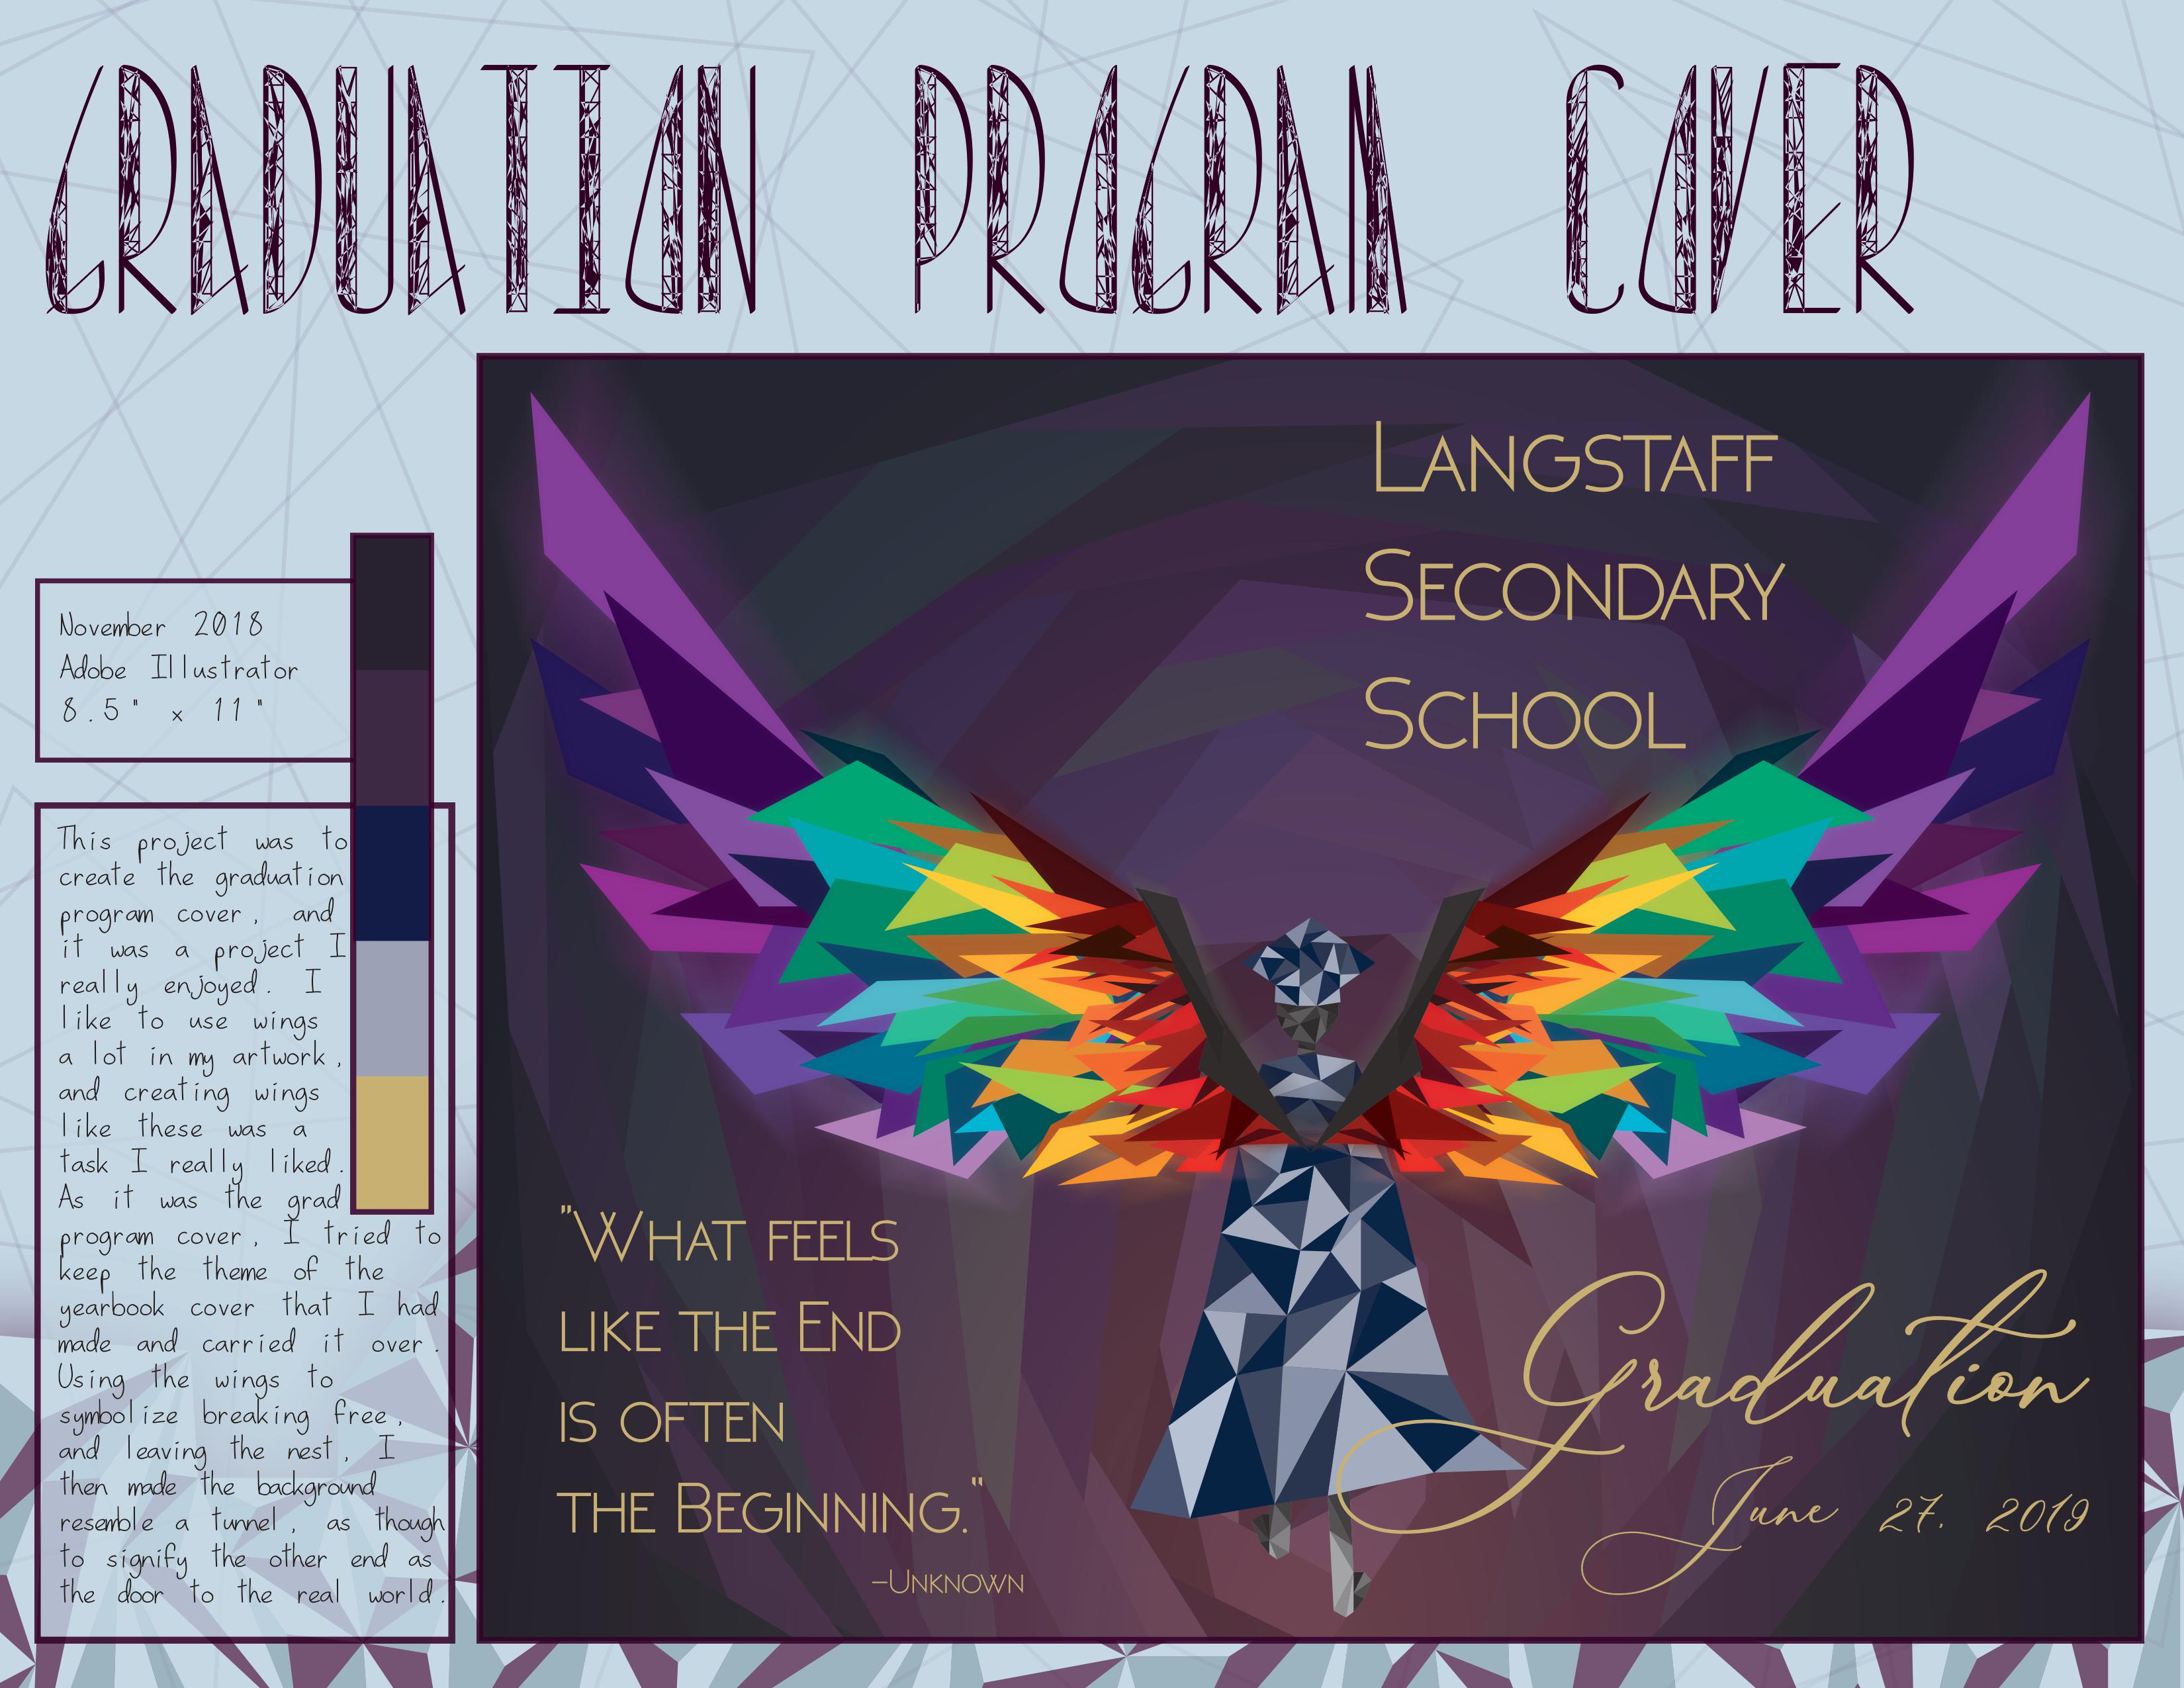 GRADUATION PROGRAM COVER
November 2018
Adobe Illustrator
8.5" x 11"
This project was to
create the graduation
program cover, and
it was a project I
really enjoyed. I
like to use wings
a lot in my artwork,
and creating wings
like these was a
task I really liked.
As it was the grad
program cover, I tried to
keep the theme of the
yearbook cover that I had
made and carried it over.
Using the wings to
symbolize breaking free,
and leaving the nest, I
then made the background
resemble a tunnel, as though
to signify the other end as
the door to the real world.
LANGSTAFF
SECONDARY
SCHOOL
"WHAT FEELS
LIKE THE END
IS OFTEN
THE BEGINNING."
-UNKNOWN
Graduation
June 27, 2019